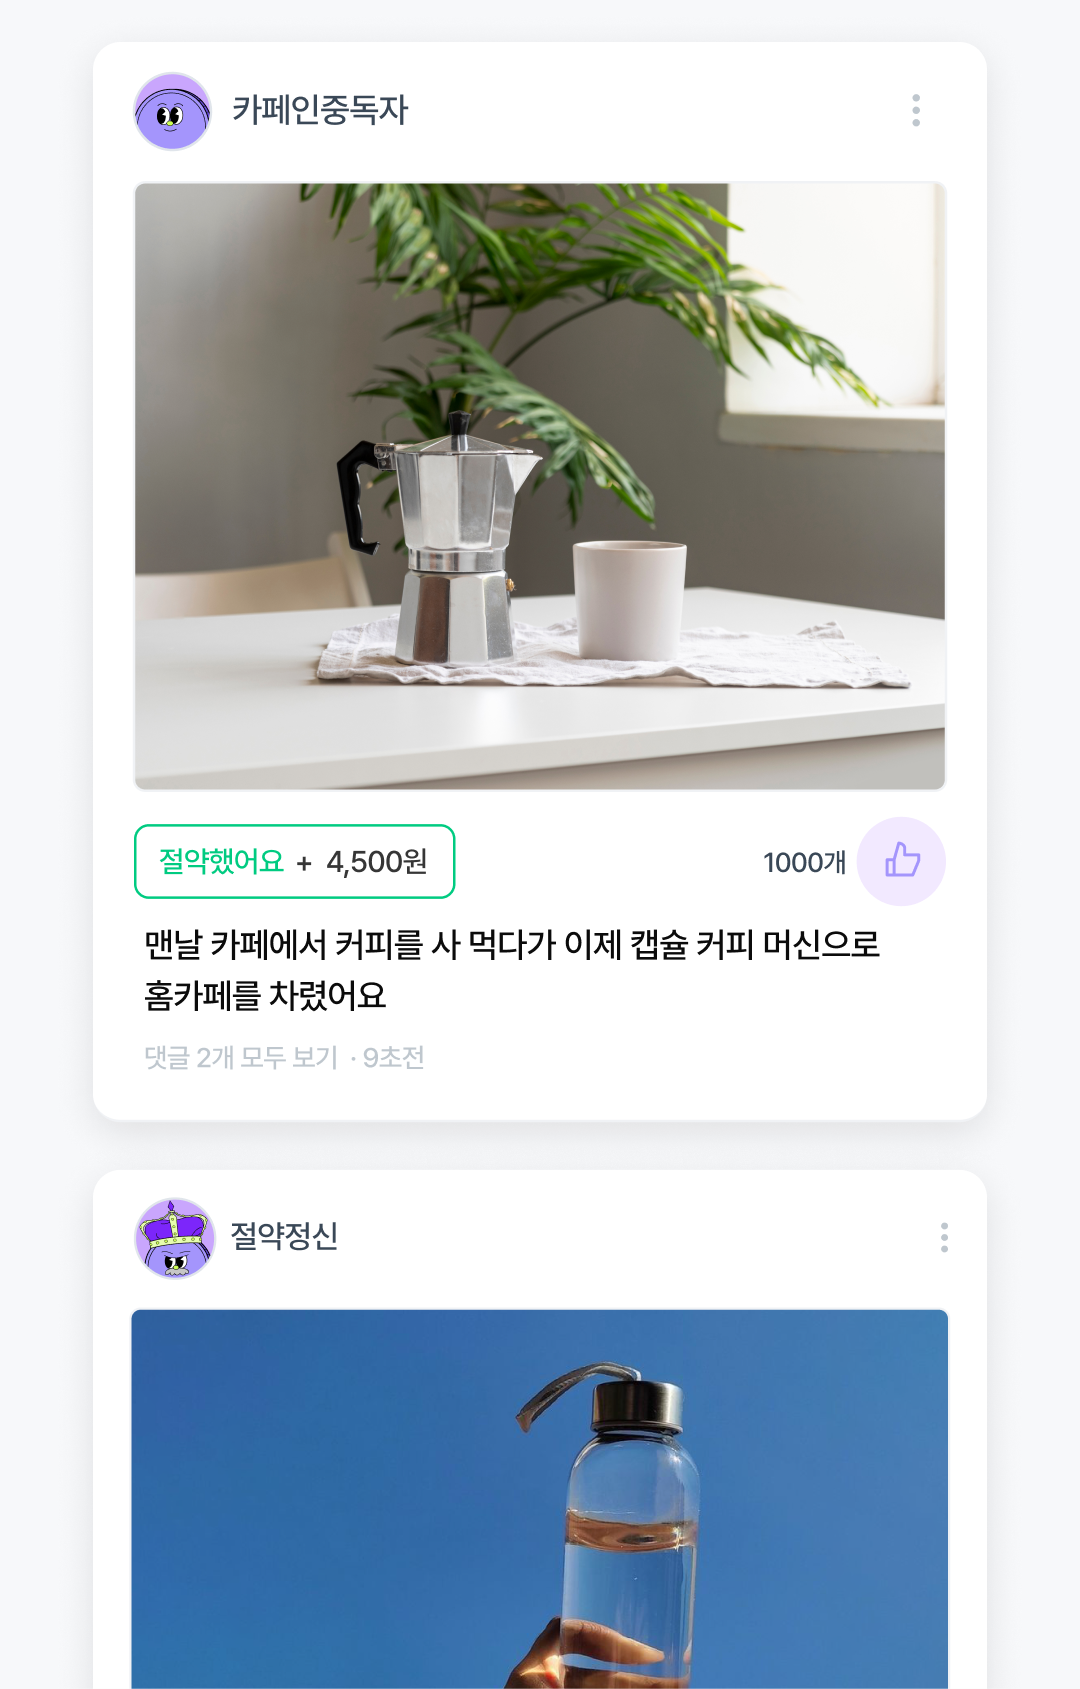 카페인중독자
절약했어요 + 4,500원
1000개
맨날 카페에서 커피를 사 먹다가 이제 캡슐 커피 머신으로
홈카페를 차렸어요
댓글 2개 모두 보기 · 9초전
절약정신